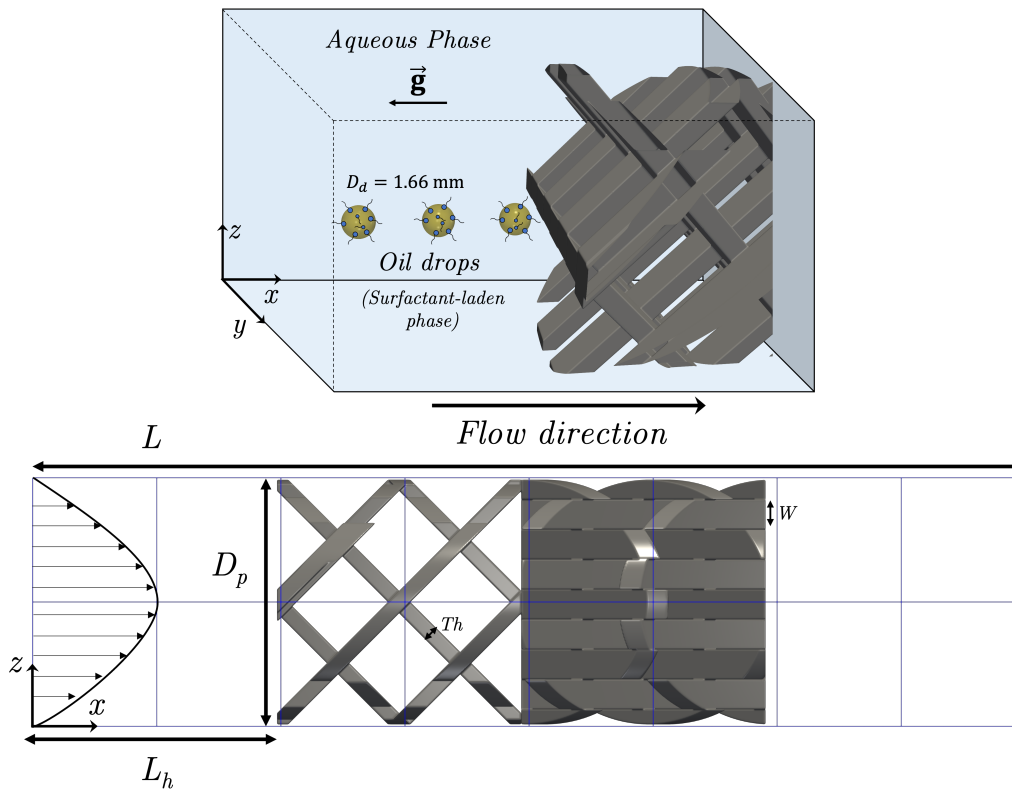 Aqueous Phase
g⃗
D_d = 1.66 mm
z
Oil drops
x
(Surfactant-laden
phase)
y
Flow direction
L
W
D_p
Th
z
x
L_h